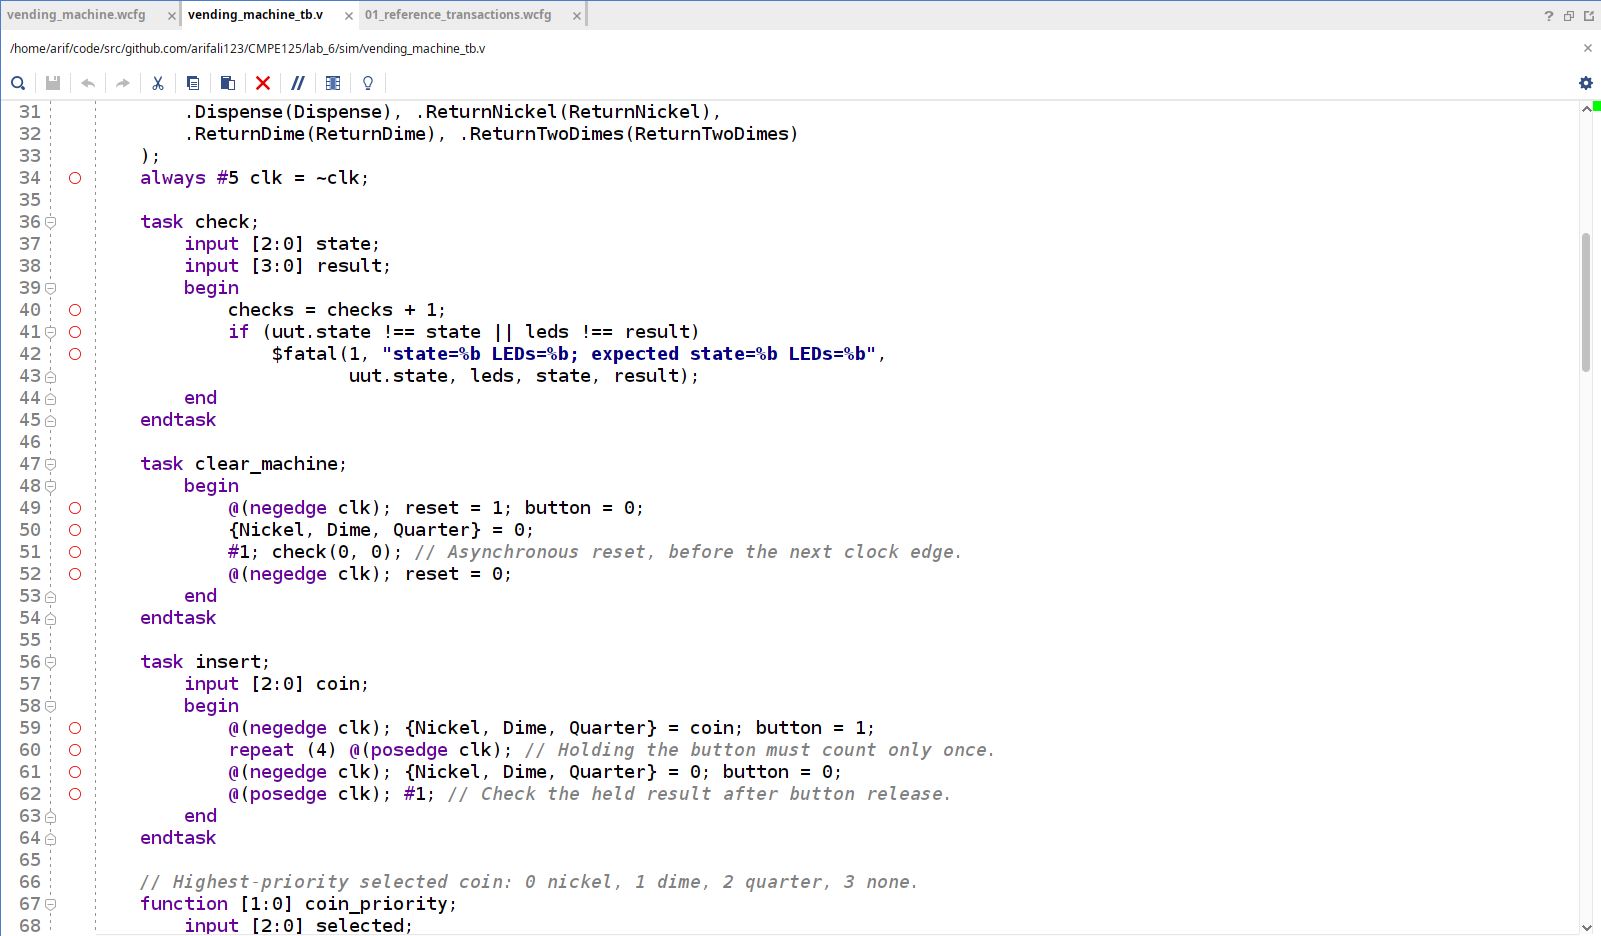 vending_machine.wcfg × vending_machine_tb.v × 01_reference_transactions.wcfg ×
/home/arif/code/src/github.com/arifali123/CMPE125/lab_6/sim/vending_machine_tb.v
31 .Dispense(Dispense), .ReturnNickel(ReturnNickel),
32 .ReturnDime(ReturnDime), .ReturnTwoDimes(ReturnTwoDimes)
33 );
34 always #5 clk = ~clk;
35
36 task check;
37 input [2:0] state;
38 input [3:0] result;
39 begin
40 checks = checks + 1;
41 if (uut.state !== state || leds !== result)
42 $fatal(1, "state=%b LEDs=%b; expected state=%b LEDs=%b",
43 uut.state, leds, state, result);
44 end
45 endtask
46
47 task clear_machine;
48 begin
49 @(negedge clk); reset = 1; button = 0;
50 {Nickel, Dime, Quarter} = 0;
51 #1; check(0, 0); // Asynchronous reset, before the next clock edge.
52 @(negedge clk); reset = 0;
53 end
54 endtask
55
56 task insert;
57 input [2:0] coin;
58 begin
59 @(negedge clk); {Nickel, Dime, Quarter} = coin; button = 1;
60 repeat (4) @(posedge clk); // Holding the button must count only once.
61 @(negedge clk); {Nickel, Dime, Quarter} = 0; button = 0;
62 @(posedge clk); #1; // Check the held result after button release.
63 end
64 endtask
65
66 // Highest-priority selected coin: 0 nickel, 1 dime, 2 quarter, 3 none.
67 function [1:0] coin_priority;
68 input [2:0] selected;